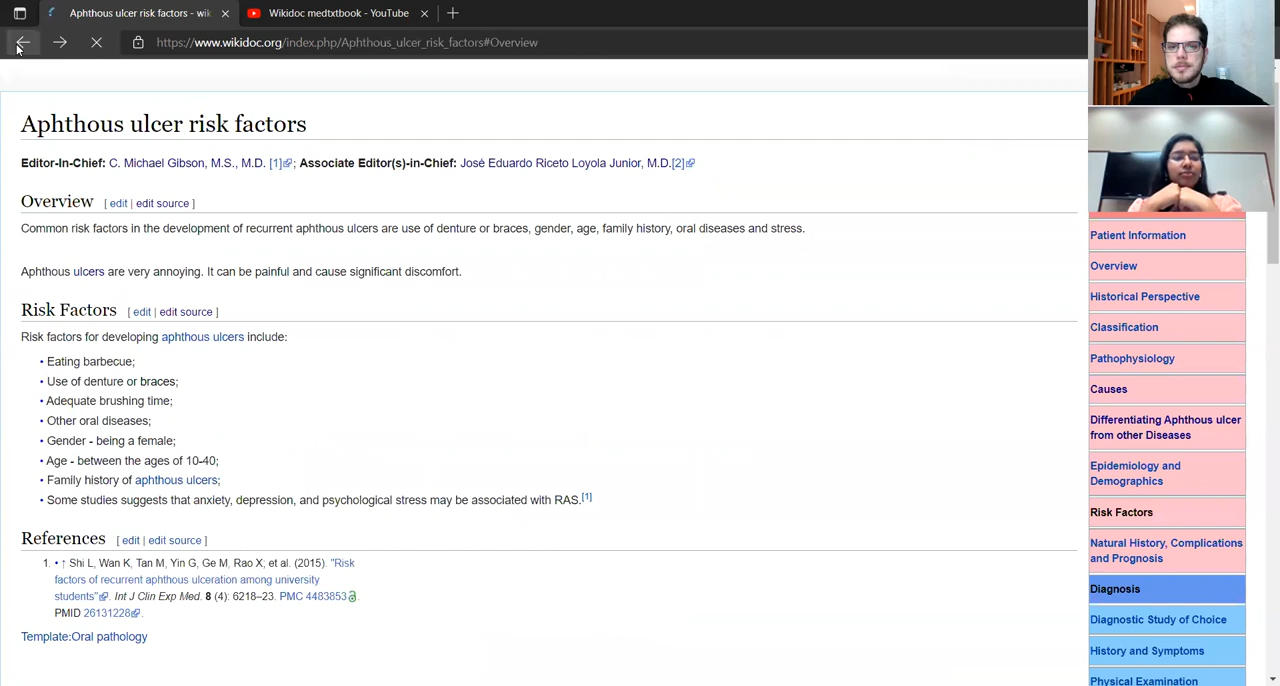 Aphthous ulcer risk factors - wik
Wikidoc medtxtbook - YouTube
https://www.wikidoc.org/index.php/Aphthous_ulcer_risk_factors#Overview
Aphthous ulcer risk factors
Editor-In-Chief: C. Michael Gibson, M.S., M.D. [1]; Associate Editor(s)-in-Chief: José Eduardo Riceto Loyola Junior, M.D.[2]
Overview [ edit | edit source ]
Common risk factors in the development of recurrent aphthous ulcers are use of denture or braces, gender, age, family history, oral diseases and stress.
Aphthous ulcers are very annoying. It can be painful and cause significant discomfort.
Risk Factors [ edit | edit source ]
Risk factors for developing aphthous ulcers include:
• Eating barbecue;
• Use of denture or braces;
• Adequate brushing time;
• Other oral diseases;
• Gender - being a female;
• Age - between the ages of 10-40;
• Family history of aphthous ulcers;
• Some studies suggests that anxiety, depression, and psychological stress may be associated with RAS.[1]
References [ edit | edit source ]
1. • ↑ Shi L, Wan K, Tan M, Yin G, Ge M, Rao X; et al. (2015). "Risk
factors of recurrent aphthous ulceration among university
students". Int J Clin Exp Med. 8 (4): 6218–23. PMC 4483853.
PMID 26131228.
Template:Oral pathology
Patient Information
Overview
Historical Perspective
Classification
Pathophysiology
Causes
Differentiating Aphthous ulcer
from other Diseases
Epidemiology and
Demographics
Risk Factors
Natural History, Complications
and Prognosis
Diagnosis
Diagnostic Study of Choice
History and Symptoms
Physical Examination